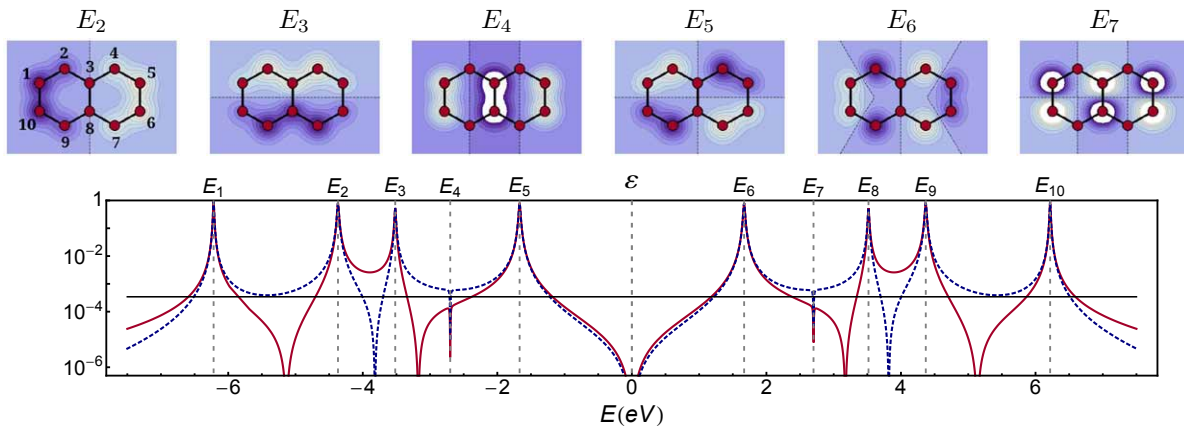 E₂ E₃ E₄ E₅ E₆ E₇
2 4
1 3 5
10 8 6
9 7
E₁ E₂ E₃ E₄ E₅ ε E₆ E₇ E₈ E₉ E₁₀
1
10⁻²
10⁻⁴
10⁻⁶
−6 −4 −2 0 2 4 6
E(eV)